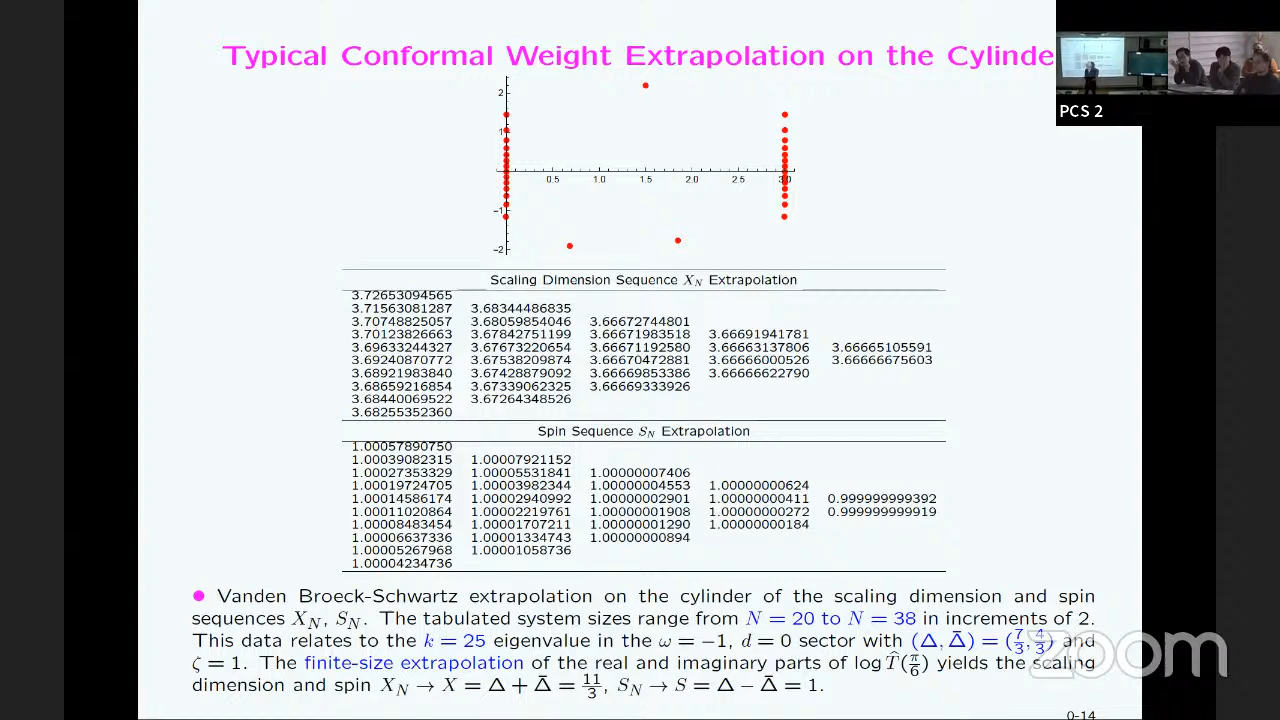 Typical Conformal Weight Extrapolation on the Cylinde
PCS 2
2
1
0.5 1.0 1.5 2.0 2.5 3.0
-1
-2
Scaling Dimension Sequence X_N Extrapolation
3.72653094565
3.71563081287 3.68344486835
3.70748825057 3.68059854046 3.66672744801
3.70123826663 3.67842751199 3.66671983518 3.66691941781
3.69633244327 3.67673220654 3.66671192580 3.66663137806 3.66665105591
3.69240870772 3.67538209874 3.66670472881 3.66666000526 3.66666675603
3.68921983840 3.67428879092 3.66669853386 3.66666622790
3.68659216854 3.67339062325 3.66669333926
3.68440069522 3.67264348526
3.68255352360
Spin Sequence S_N Extrapolation
1.00057890750
1.00039082315 1.00007921152
1.00027353329 1.00005531841 1.00000007406
1.00019724705 1.00003982344 1.00000004553 1.00000000624
1.00014586174 1.00002940992 1.00000002901 1.00000000411 0.999999999392
1.00011020864 1.00002219761 1.00000001908 1.00000000272 0.999999999919
1.00008483454 1.00001707211 1.00000001290 1.00000000184
1.00006637336 1.00001334743 1.00000000894
1.00005267968 1.00001058736
1.00004234736
● Vanden Broeck-Schwartz extrapolation on the cylinder of the scaling dimension and spin
sequences X_N, S_N. The tabulated system sizes range from N = 20 to N = 38 in increments of 2.
This data relates to the k = 25 eigenvalue in the ω = −1, d = 0 sector with (Δ, Δ̄) = (7/3, 4/3) and
ζ = 1. The finite-size extrapolation of the real and imaginary parts of log T̂(π/6) yields the scaling
dimension and spin X_N → X = Δ + Δ̄ = 11/3, S_N → S = Δ − Δ̄ = 1.
zoom
0-14